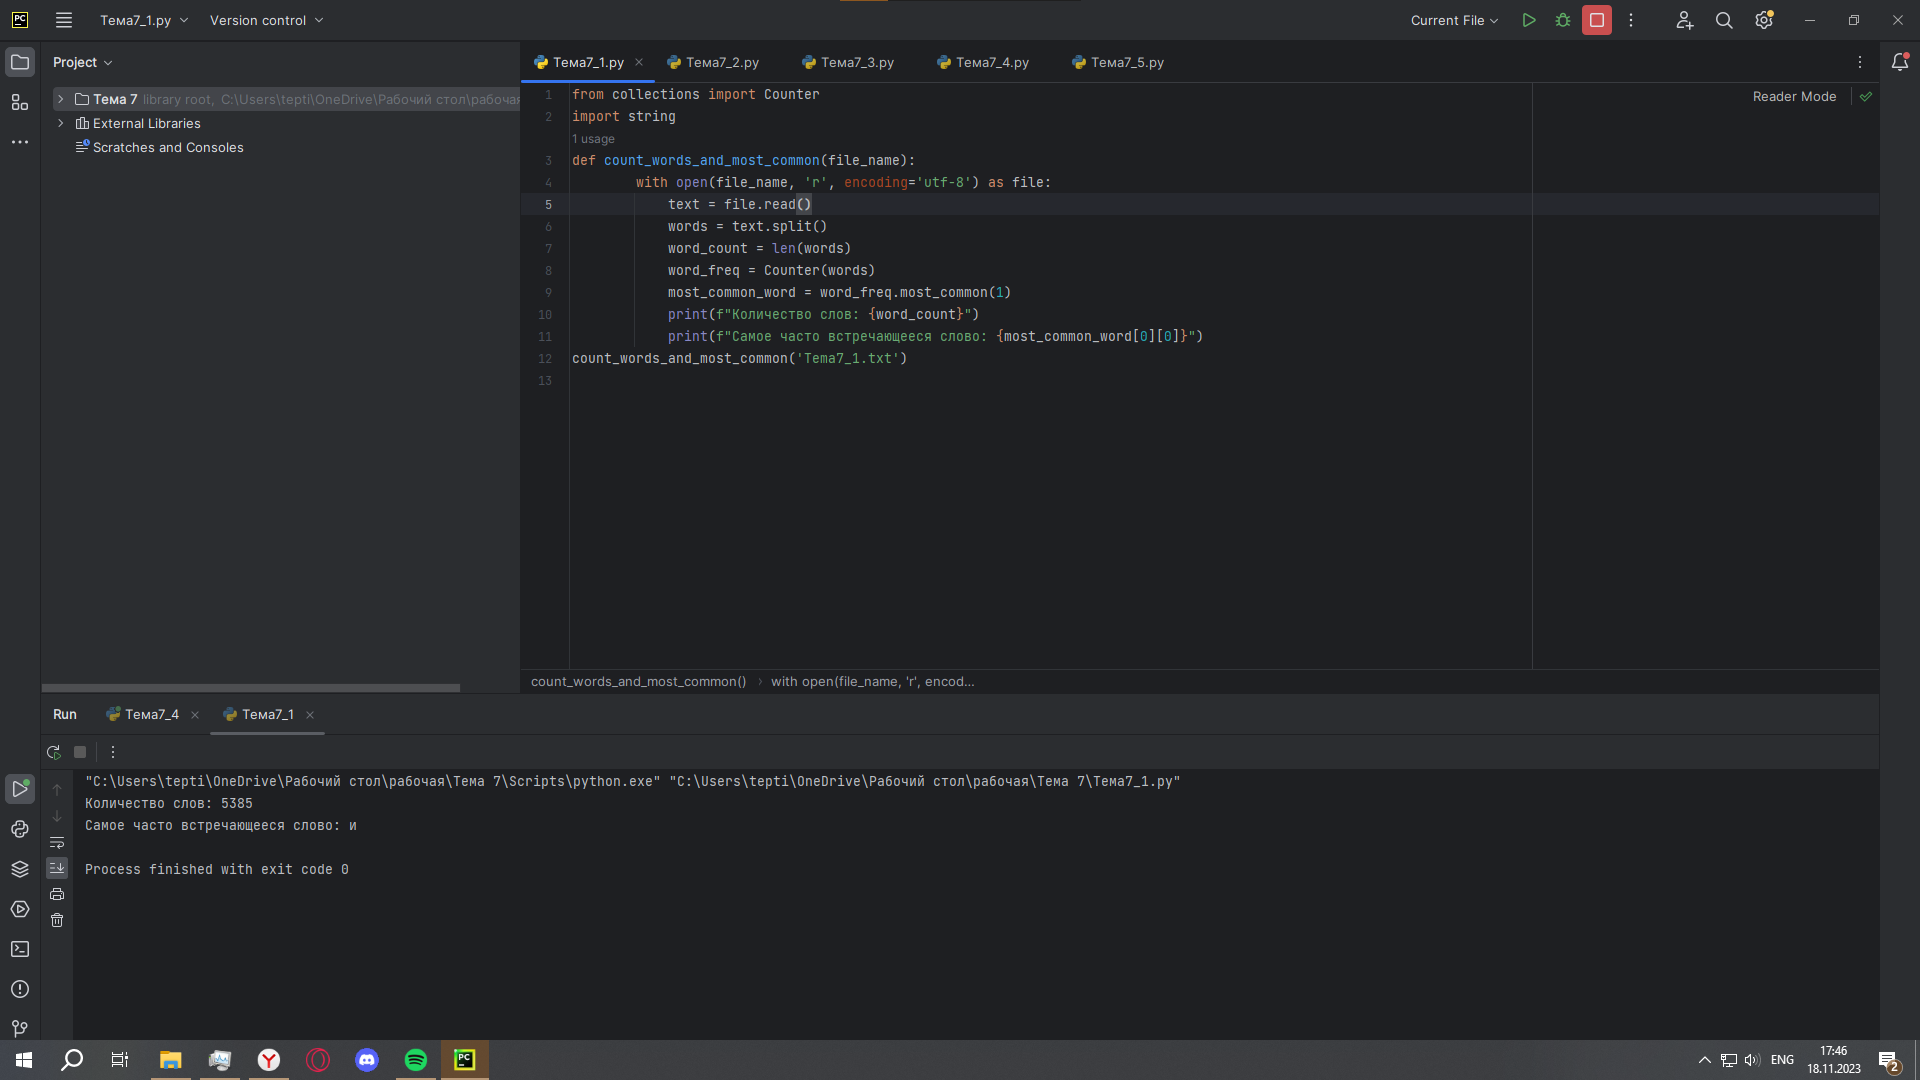 PC Тема7_1.py Version control Current File
Project
Тема 7 library root, C:\Users\tepti\OneDrive\Рабочий стол\рабочая
External Libraries
Scratches and Consoles
Тема7_1.py Тема7_2.py Тема7_3.py Тема7_4.py Тема7_5.py
Reader Mode
1 from collections import Counter
2 import string
1 usage
3 def count_words_and_most_common(file_name):
4 with open(file_name, 'r', encoding='utf-8') as file:
5 text = file.read()
6 words = text.split()
7 word_count = len(words)
8 word_freq = Counter(words)
9 most_common_word = word_freq.most_common(1)
10 print(f"Количество слов: {word_count}")
11 print(f"Самое часто встречающееся слово: {most_common_word[0][0]}")
12 count_words_and_most_common('Тема7_1.txt')
13
count_words_and_most_common() › with open(file_name, 'r', encod...
Run Тема7_4 Тема7_1
"C:\Users\tepti\OneDrive\Рабочий стол\рабочая\Тема 7\Scripts\python.exe" "C:\Users\tepti\OneDrive\Рабочий стол\рабочая\Тема 7\Тема7_1.py"
Количество слов: 5385
Самое часто встречающееся слово: и
Process finished with exit code 0
PC
ENG
17:46
18.11.2023
2